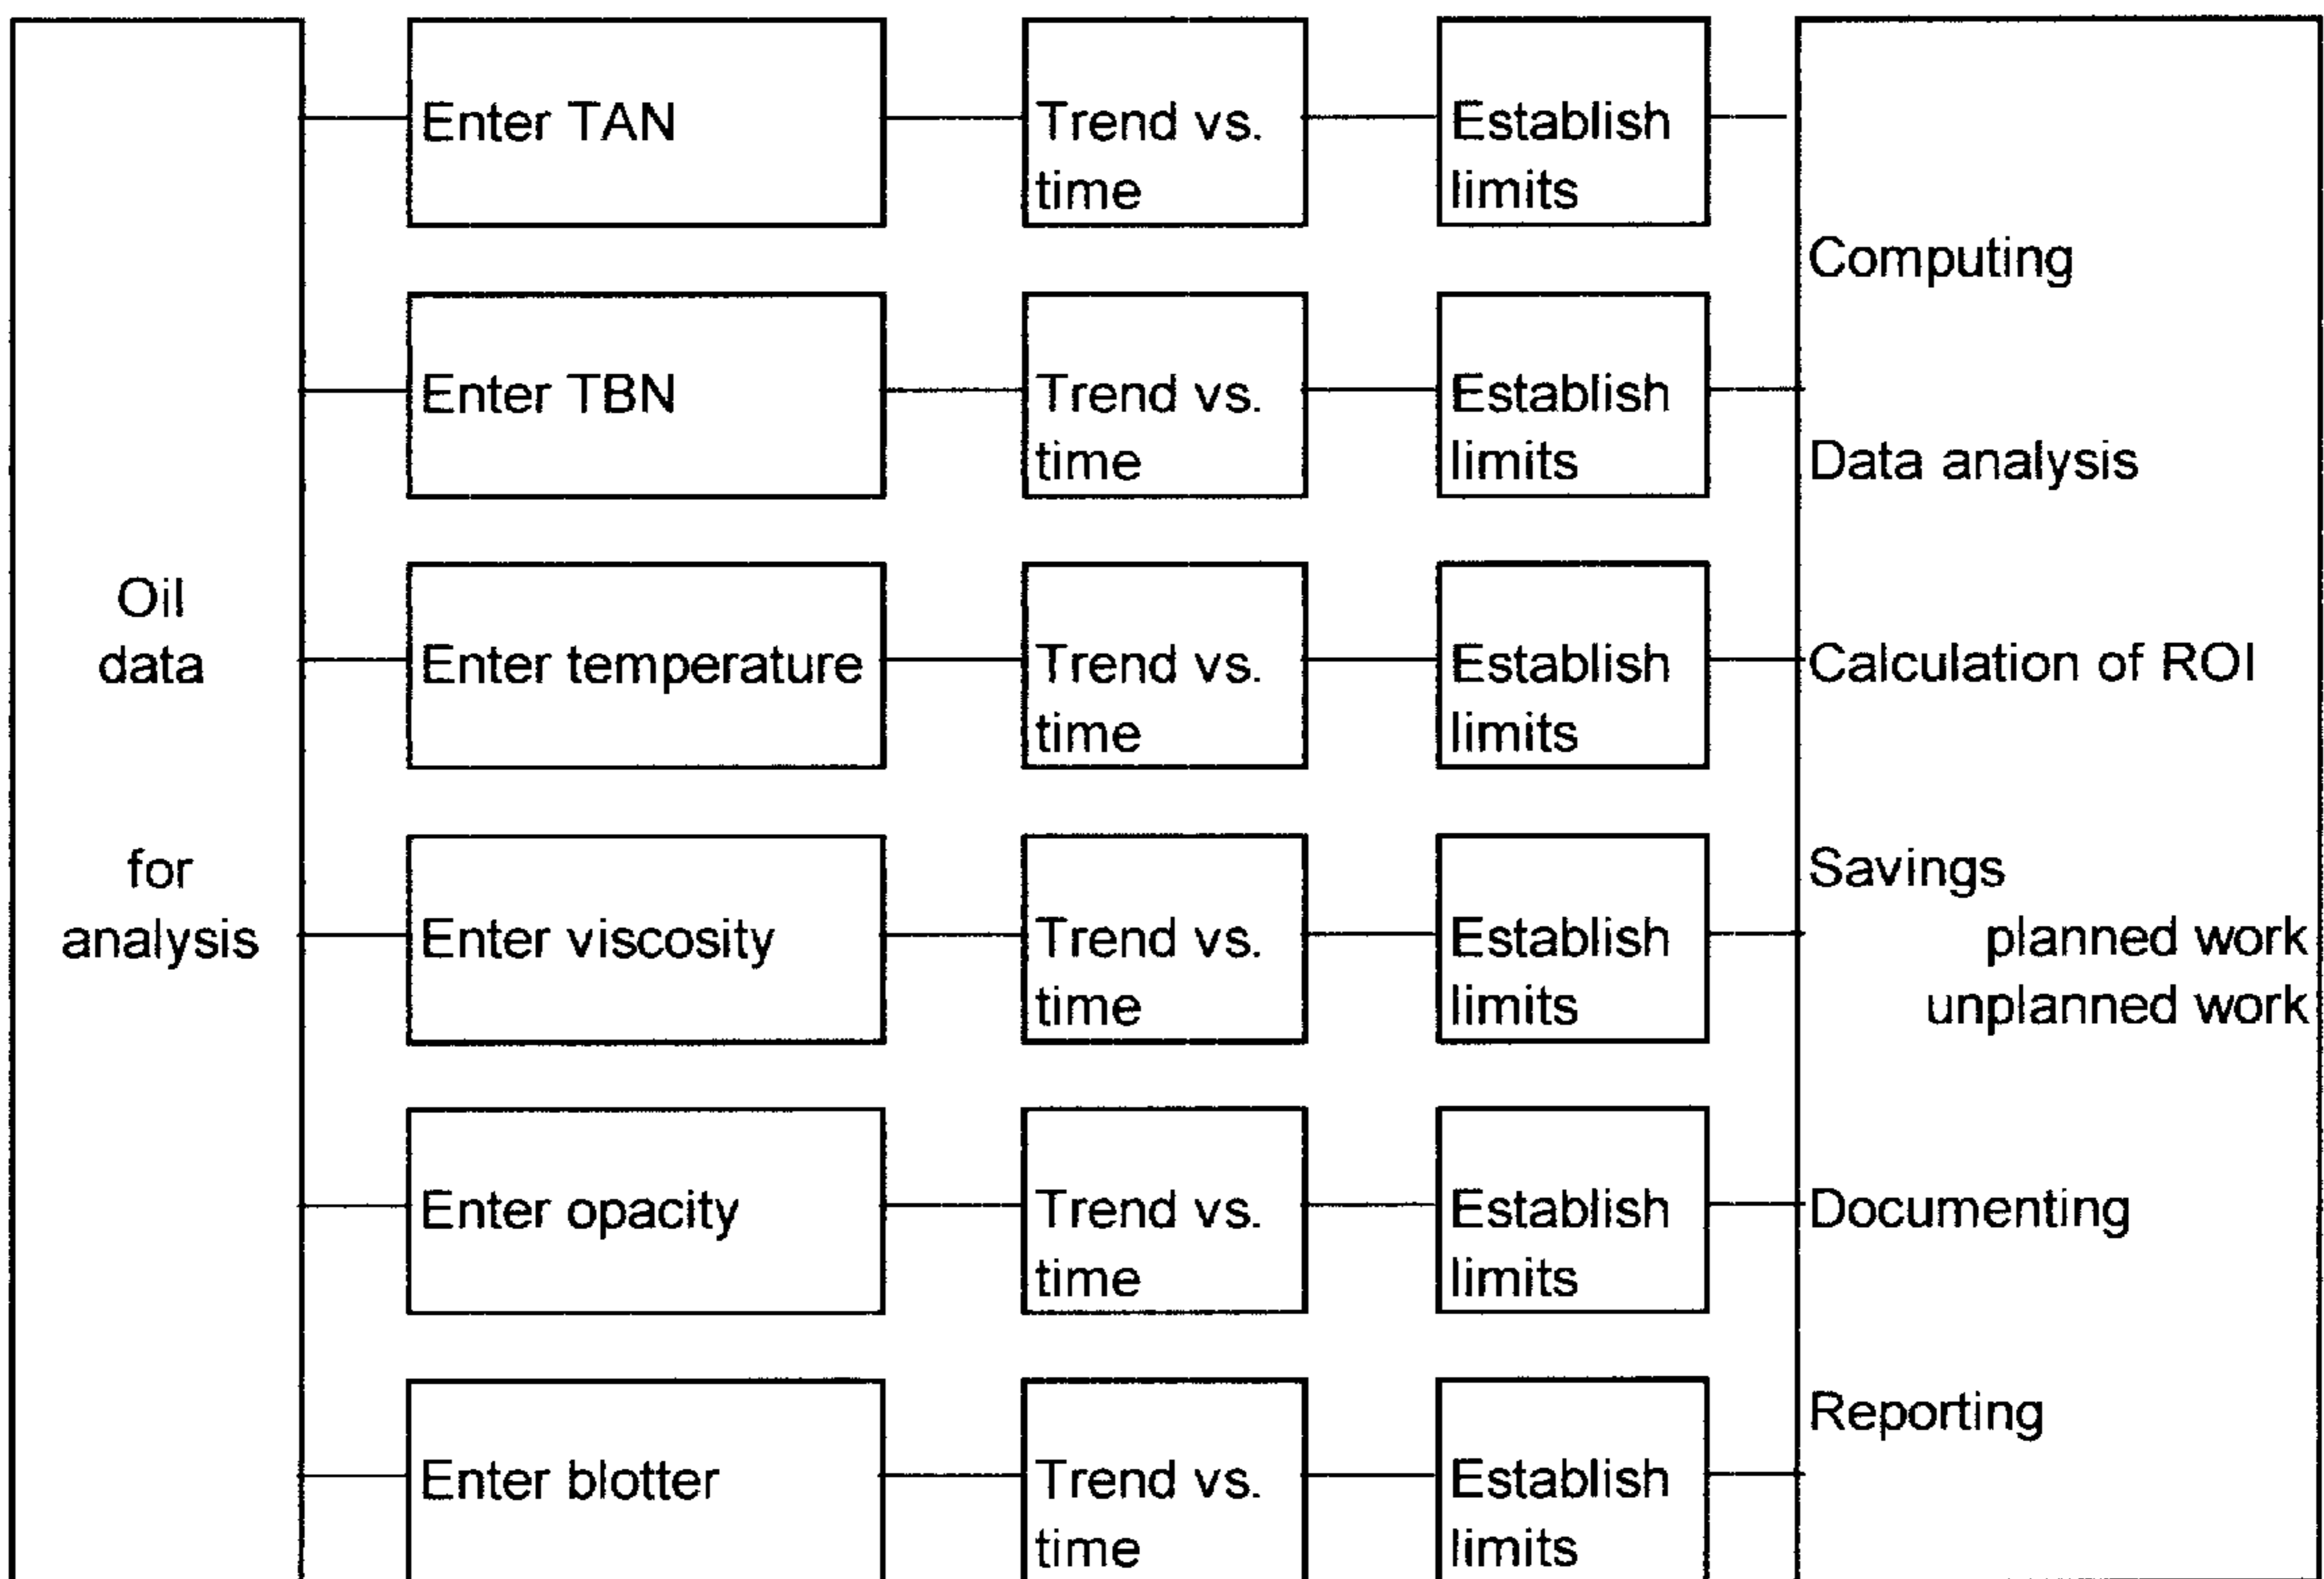 Oil
data
for
analysis
Enter TAN
Trend vs.
time
Establish
limits
Enter TBN
Trend vs.
time
Establish
limits
Enter temperature
Trend vs.
time
Establish
limits
Enter viscosity
Trend vs.
time
Establish
limits
Enter opacity
Trend vs.
time
Establish
limits
Enter blotter
Trend vs.
time
Establish
limits
Computing
Data analysis
Calculation of ROI
Savings
planned work
unplanned work
Documenting
Reporting